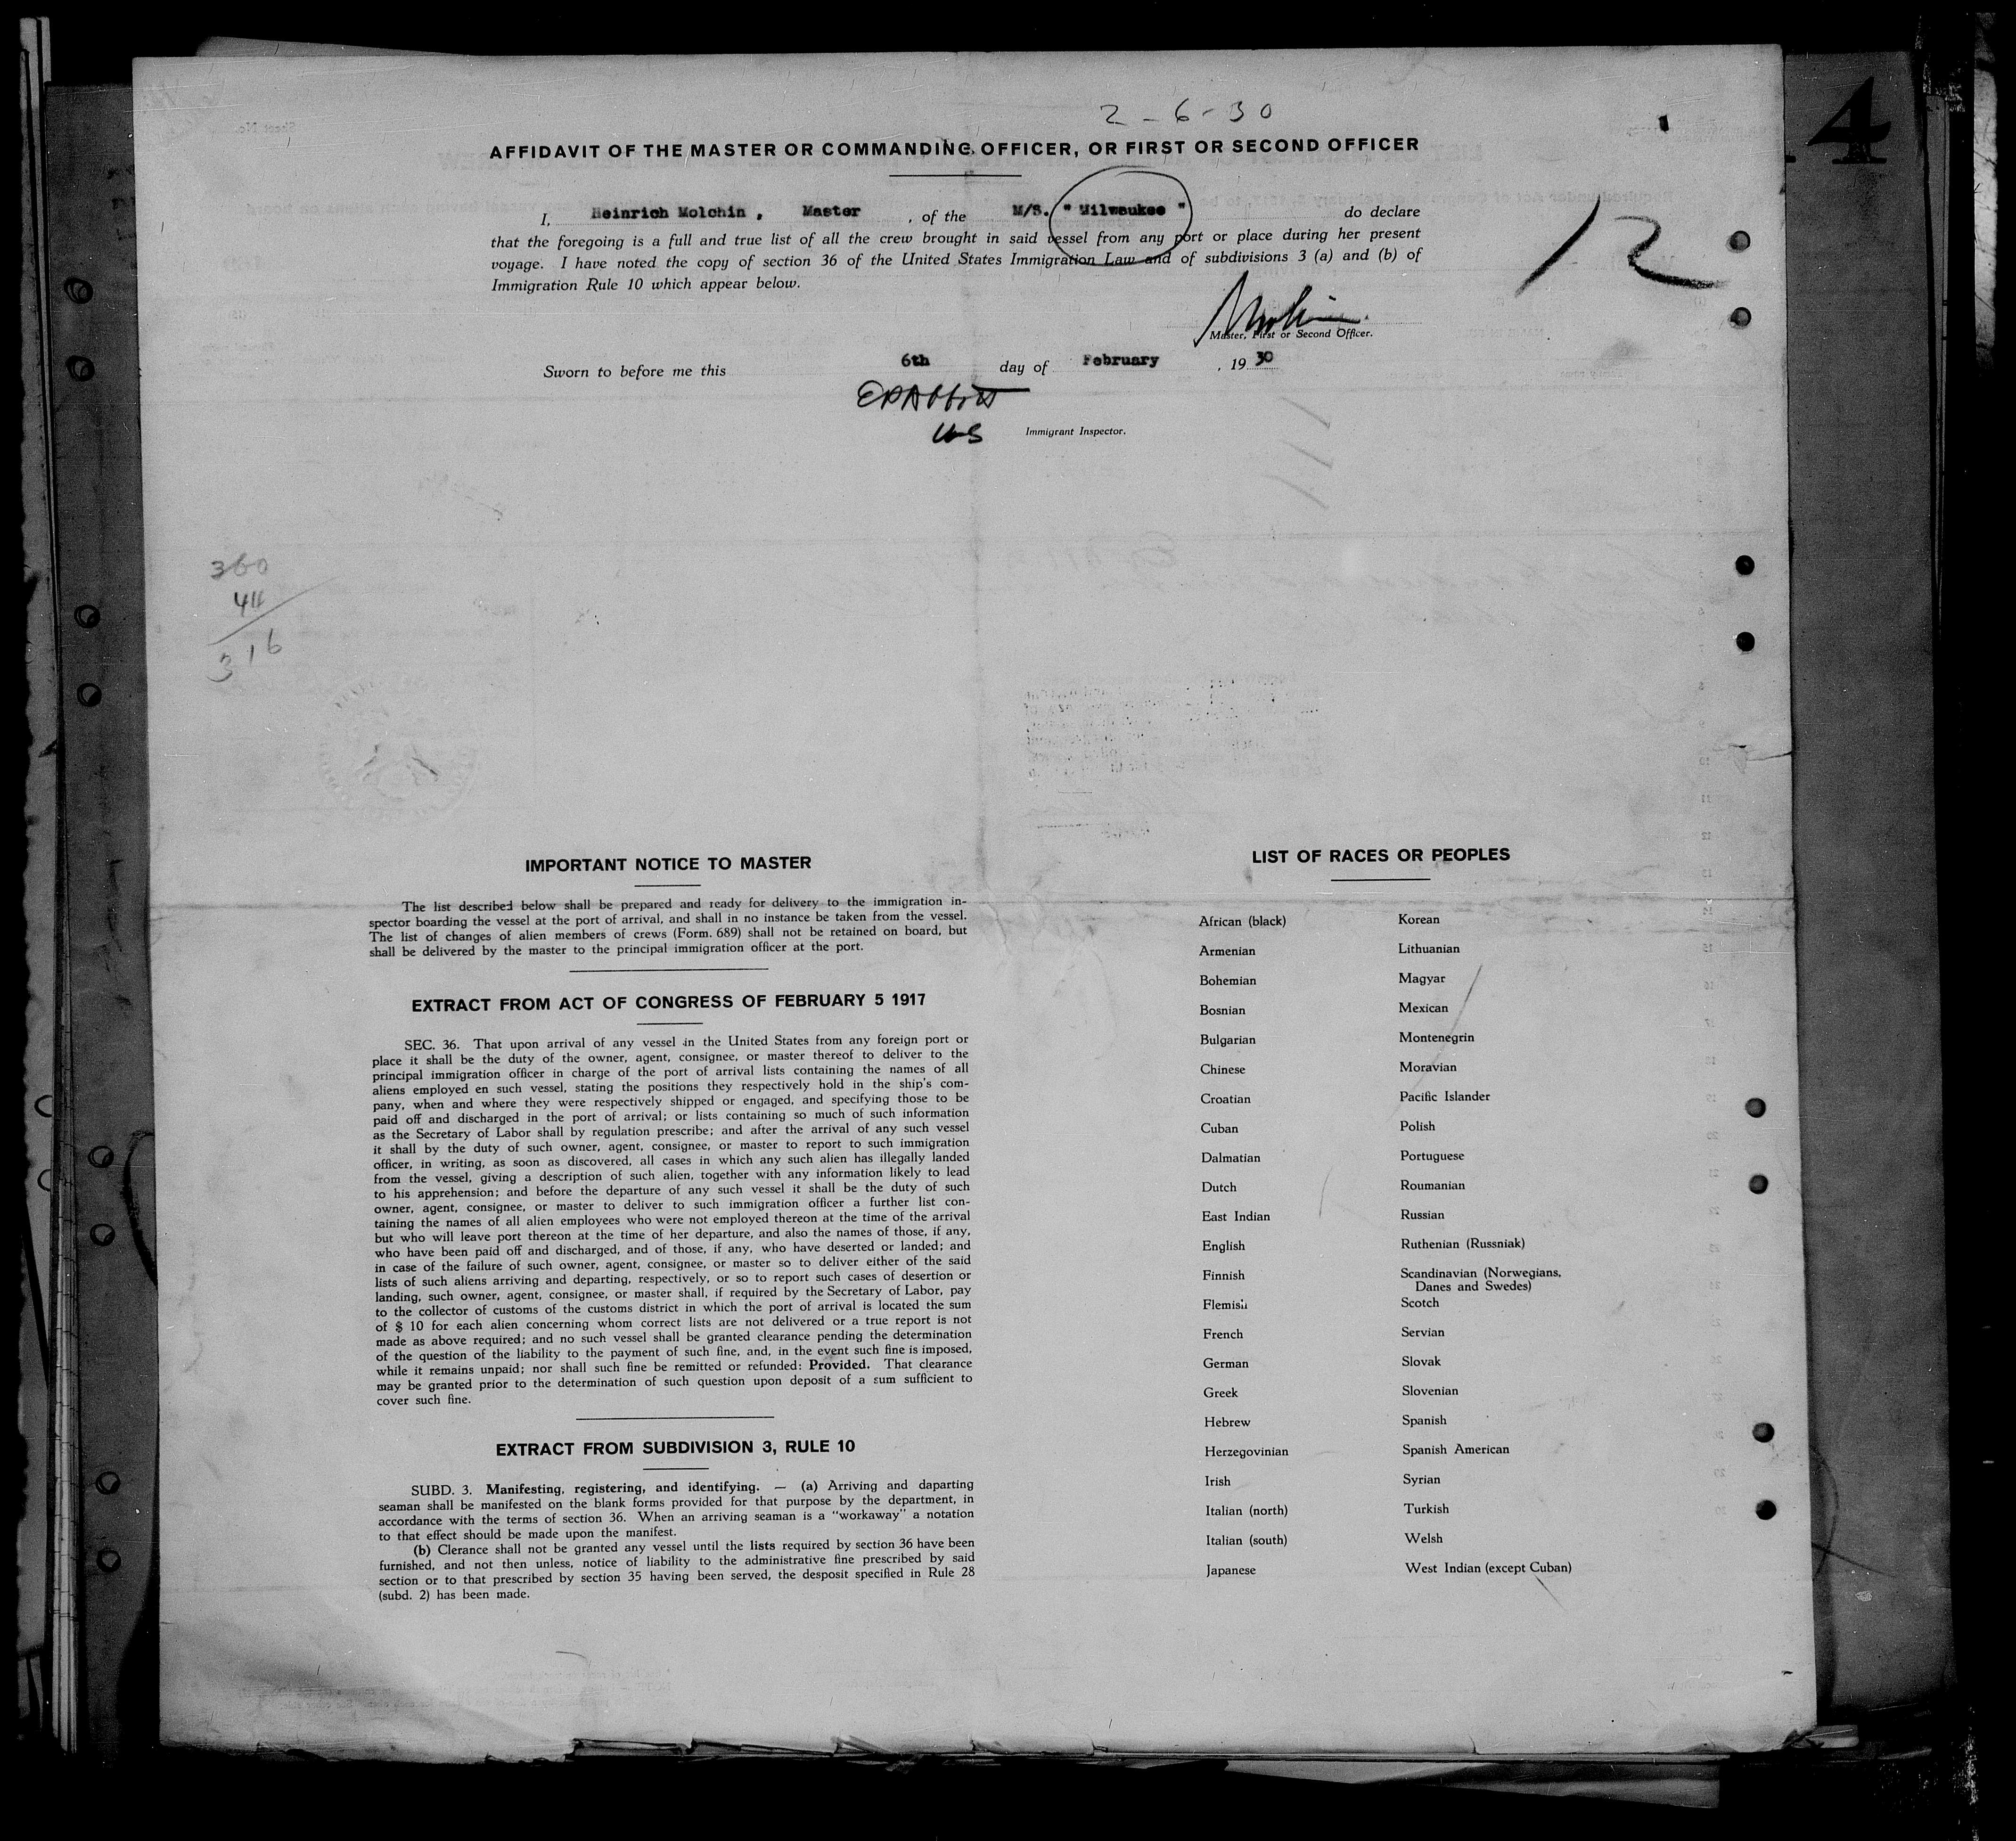 2-6-30
AFFIDAVIT OF THE MASTER OR COMMANDING OFFICER, OR FIRST OR SECOND OFFICER
I, Heinrich Molchin, Master, of the M/S. "Milwaukee" do declare
that the foregoing is a full and true list of all the crew brought in said vessel from any port or place during her present
voyage. I have noted the copy of section 36 of the United States Immigration Law and of subdivisions 3 (a) and (b) of
Immigration Rule 10 which appear below.
12
14
Master, First or Second Officer.
Sworn to before me this 6th day of February, 1930
EPAbbott
US Immigrant Inspector.
360
44
316
IMPORTANT NOTICE TO MASTER
The list described below shall be prepared and ready for delivery to the immigration in-
spector boarding the vessel at the port of arrival, and shall in no instance be taken from the vessel.
The list of changes of alien members of crews (Form. 689) shall not be retained on board, but
shall be delivered by the master to the principal immigration officer at the port.
EXTRACT FROM ACT OF CONGRESS OF FEBRUARY 5 1917
SEC. 36. That upon arrival of any vessel in the United States from any foreign port or
place it shall be the duty of the owner, agent, consignee, or master thereof to deliver to the
principal immigration officer in charge of the port of arrival lists containing the names of all
aliens employed en such vessel, stating the positions they respectively hold in the ship's com-
pany, when and where they were respectively shipped or engaged, and specifying those to be
paid off and discharged in the port of arrival; or lists containing so much of such information
as the Secretary of Labor shall by regulation prescribe; and after the arrival of any such vessel
it shall by the duty of such owner, agent, consignee, or master to report to such immigration
officer, in writing, as soon as discovered, all cases in which any such alien has illegally landed
from the vessel, giving a description of such alien, together with any information likely to lead
to his apprehension; and before the departure of any such vessel it shall be the duty of such
owner, agent, consignee, or master to deliver to such immigration officer a further list con-
taining the names of all alien employees who were not employed thereon at the time of the arrival
but who will leave port thereon at the time of her departure, and also the names of those, if any,
who have been paid off and discharged, and of those, if any, who have deserted or landed; and
in case of the failure of such owner, agent, consignee, or master so to deliver either of the said
lists of such aliens arriving and departing, respectively, or so to report such cases of desertion or
landing, such owner, agent, consignee, or master shall, if required by the Secretary of Labor, pay
to the collector of customs of the customs district in which the port of arrival is located the sum
of $ 10 for each alien concerning whom correct lists are not delivered or a true report is not
made as above required; and no such vessel shall be granted clearance pending the determination
of the question of the liability to the payment of such fine, and, in the event such fine is imposed,
while it remains unpaid; nor shall such fine be remitted or refunded: Provided. That clearance
may be granted prior to the determination of such question upon deposit of a sum sufficient to
cover such fine.
EXTRACT FROM SUBDIVISION 3, RULE 10
SUBD. 3. Manifesting, registering, and identifying. — (a) Arriving and daparting
seaman shall be manifested on the blank forms provided for that purpose by the department, in
accordance with the terms of section 36. When an arriving seaman is a "workaway" a notation
to that effect should be made upon the manifest.
(b) Clerance shall not be granted any vessel until the lists required by section 36 have been
furnished, and not then unless, notice of liability to the administrative fine prescribed by said
section or to that prescribed by section 35 having been served, the desposit specified in Rule 28
(subd. 2) has been made.
LIST OF RACES OR PEOPLES
African (black)
Armenian
Bohemian
Bosnian
Bulgarian
Chinese
Croatian
Cuban
Dalmatian
Dutch
East Indian
English
Finnish
Flemish
French
German
Greek
Hebrew
Herzegovinian
Irish
Italian (north)
Italian (south)
Japanese
Korean
Lithuanian
Magyar
Mexican
Montenegrin
Moravian
Pacific Islander
Polish
Portuguese
Roumanian
Russian
Ruthenian (Russniak)
Scandinavian (Norwegians,
Danes and Swedes)
Scotch
Servian
Slovak
Slovenian
Spanish
Spanish American
Syrian
Turkish
Welsh
West Indian (except Cuban)